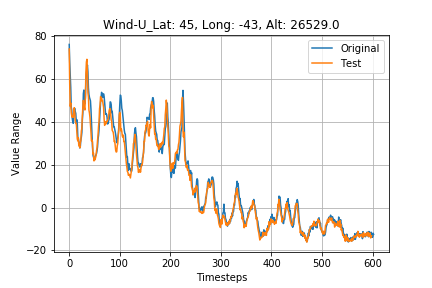 Wind-U_Lat: 45, Long: -43, Alt: 26529.0
Original
Test
Value Range
80
60
40
20
0
−20
0 100 200 300 400 500 600
Timesteps